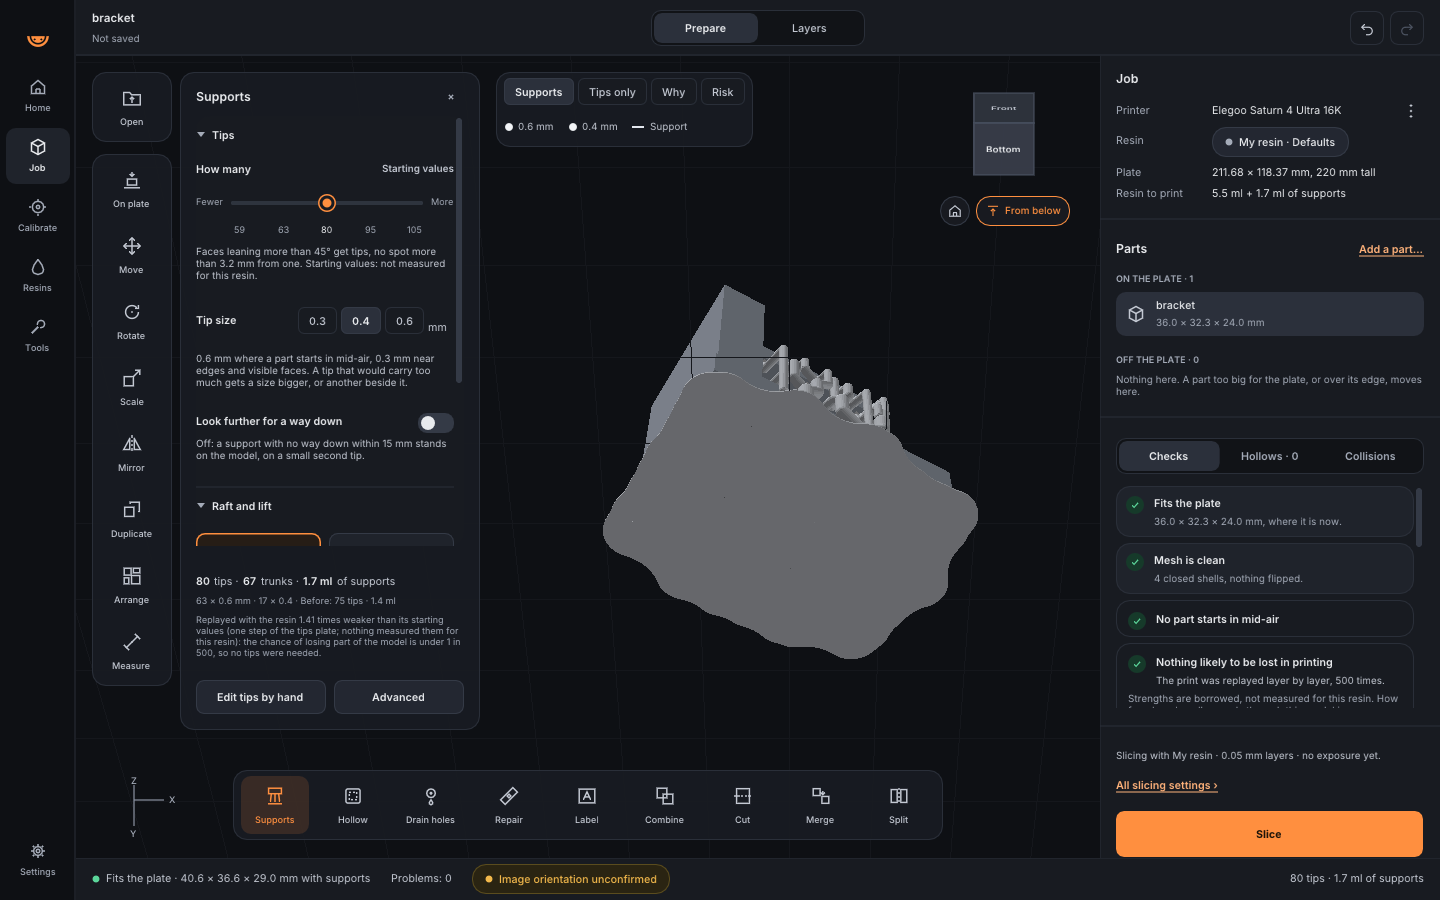 bracket
Not saved
Prepare
Layers
Home
Job
Calibrate
Resins
Tools
Settings
Open
On plate
Move
Rotate
Scale
Mirror
Duplicate
Arrange
Measure
Supports
×
Tips
How many
Starting values
Fewer
More
59 63 80 95 105
Faces leaning more than 45° get tips, no spot more
than 3.2 mm from one. Starting values: not measured
for this resin.
Tip size
0.3 0.4 0.6 mm
0.6 mm where a part starts in mid-air, 0.3 mm near
edges and visible faces. A tip that would carry too
much gets a size bigger, or another beside it.
Look further for a way down
Off: a support with no way down within 15 mm stands
on the model, on a small second tip.
Raft and lift
80 tips · 67 trunks · 1.7 ml of supports
63 × 0.6 mm · 17 × 0.4 · Before: 75 tips · 1.4 ml
Replayed with the resin 1.41 times weaker than its starting
values (one step of the tips plate; nothing measured them for
this resin): the chance of losing part of the model is under 1 in
500, so no tips were needed.
Edit tips by hand
Advanced
Supports
Tips only
Why
Risk
0.6 mm
0.4 mm
Support
Front
Bottom
From below
Z
X
Y
Supports
Hollow
Drain holes
Repair
Label
Combine
Cut
Merge
Split
Job
Printer
Elegoo Saturn 4 Ultra 16K
Resin
My resin · Defaults
Plate
211.68 × 118.37 mm, 220 mm tall
Resin to print
5.5 ml + 1.7 ml of supports
Parts
Add a part...
ON THE PLATE · 1
bracket
36.0 × 32.3 × 24.0 mm
OFF THE PLATE · 0
Nothing here. A part too big for the plate, or over its edge, moves
here.
Checks
Hollows · 0
Collisions
Fits the plate
36.0 × 32.3 × 24.0 mm, where it is now.
Mesh is clean
4 closed shells, nothing flipped.
No part starts in mid-air
Nothing likely to be lost in printing
The print was replayed layer by layer, 500 times.
Strengths are borrowed, not measured for this resin. How
Slicing with My resin · 0.05 mm layers · no exposure yet.
All slicing settings ›
Slice
Fits the plate · 40.6 × 36.6 × 29.0 mm with supports
Problems: 0
Image orientation unconfirmed
80 tips · 1.7 ml of supports